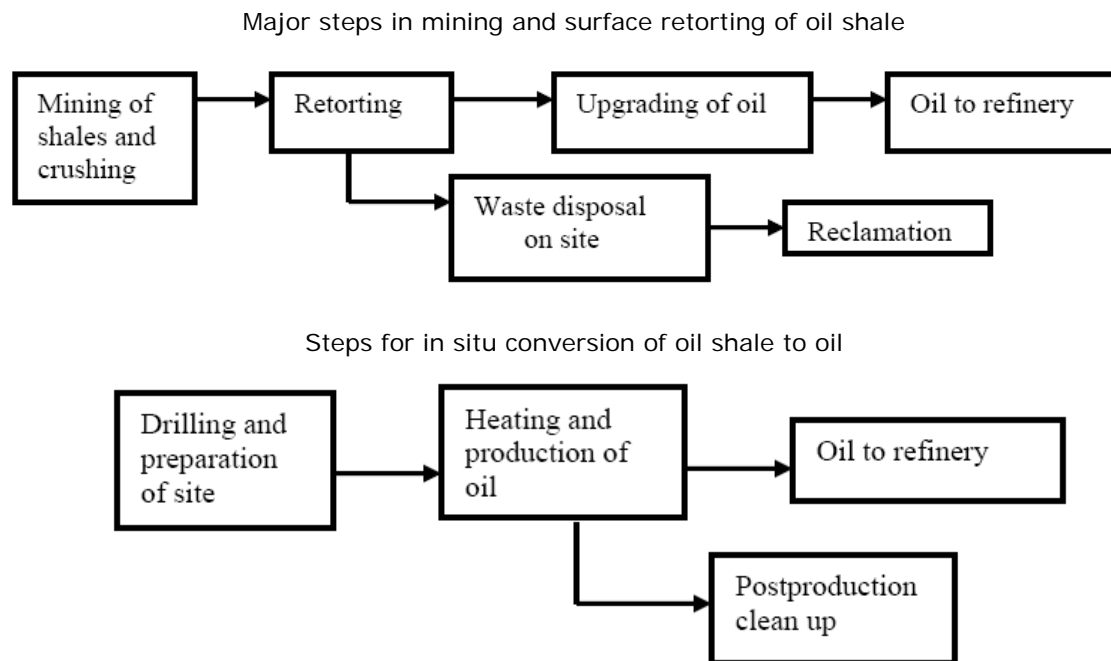 Major steps in mining and surface retorting of oil shale
Mining of
shales and
crushing
Retorting
Upgrading of oil
Oil to refinery
Waste disposal
on site
Reclamation
Steps for in situ conversion of oil shale to oil
Drilling and
preparation
of site
Heating and
production of
oil
Oil to refinery
Postproduction
clean up